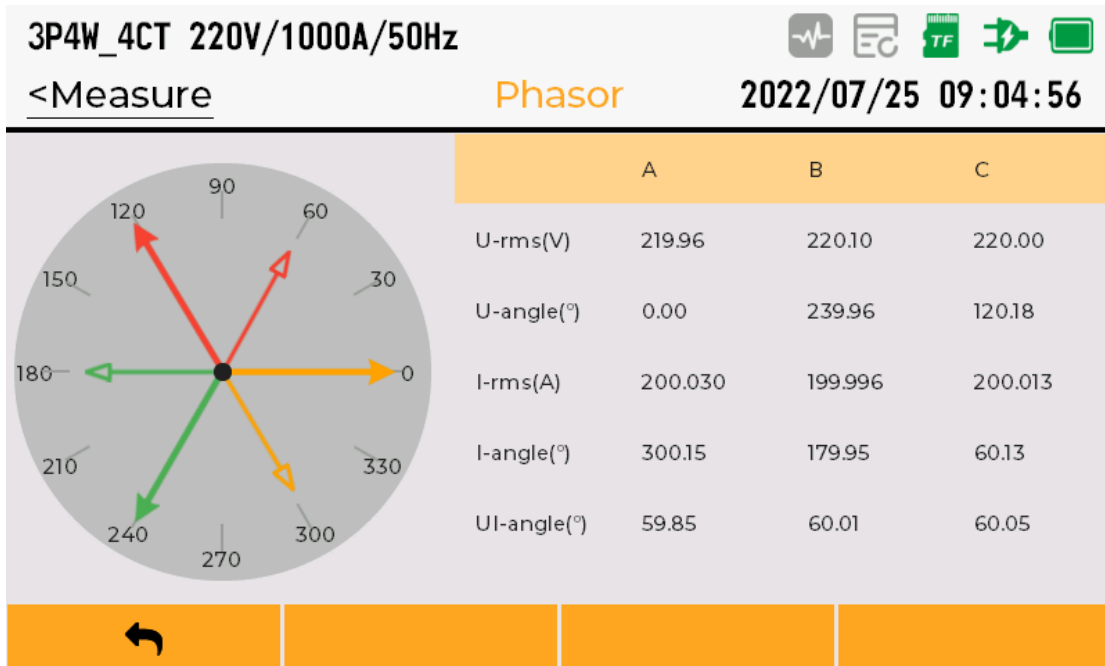 3P4W_4CT 220V/1000A/50Hz
TF
<Measure
Phasor
2022/07/25 09:04:56
90
120
60
150
30
180
0
210
330
240
300
270
A B C
U-rms(V) 219.96 220.10 220.00
U-angle(°) 0.00 239.96 120.18
I-rms(A) 200.030 199.996 200.013
I-angle(°) 300.15 179.95 60.13
UI-angle(°) 59.85 60.01 60.05